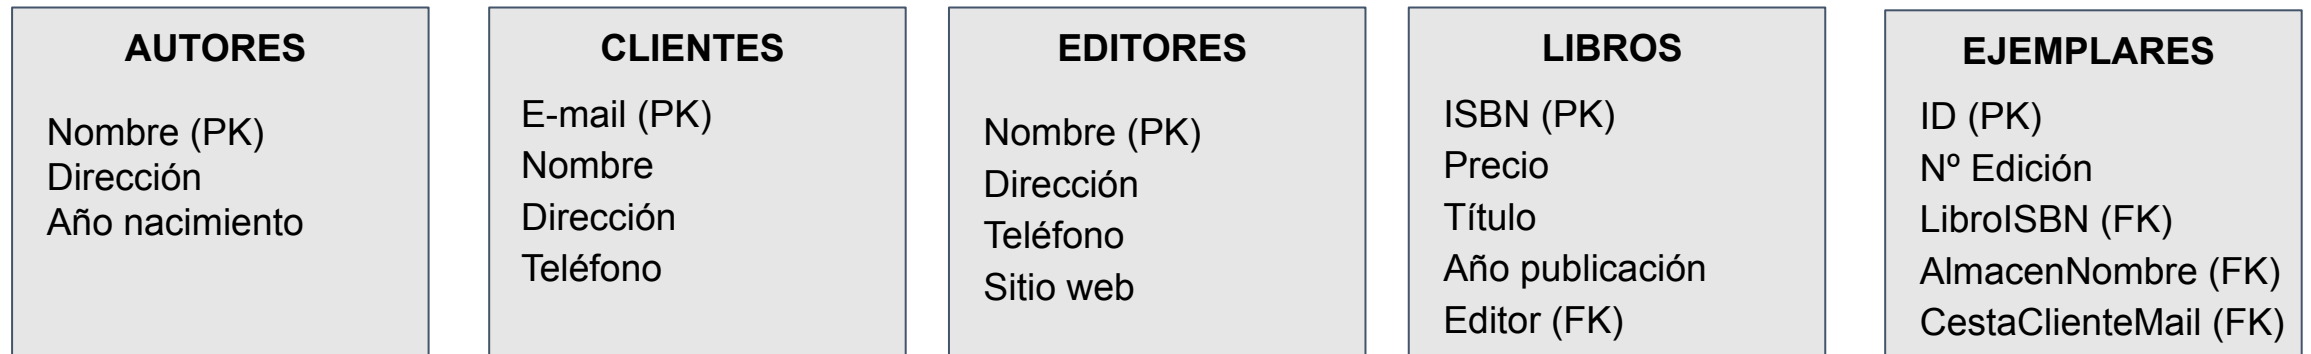 AUTORES
Nombre (PK)
Dirección
Año nacimiento
CLIENTES
E-mail (PK)
Nombre
Dirección
Teléfono
EDITORES
Nombre (PK)
Dirección
Teléfono
Sitio web
LIBROS
ISBN (PK)
Precio
Título
Año publicación
Editor (FK)
EJEMPLARES
ID (PK)
Nº Edición
LibroISBN (FK)
AlmacenNombre (FK)
CestaClienteMail (FK)